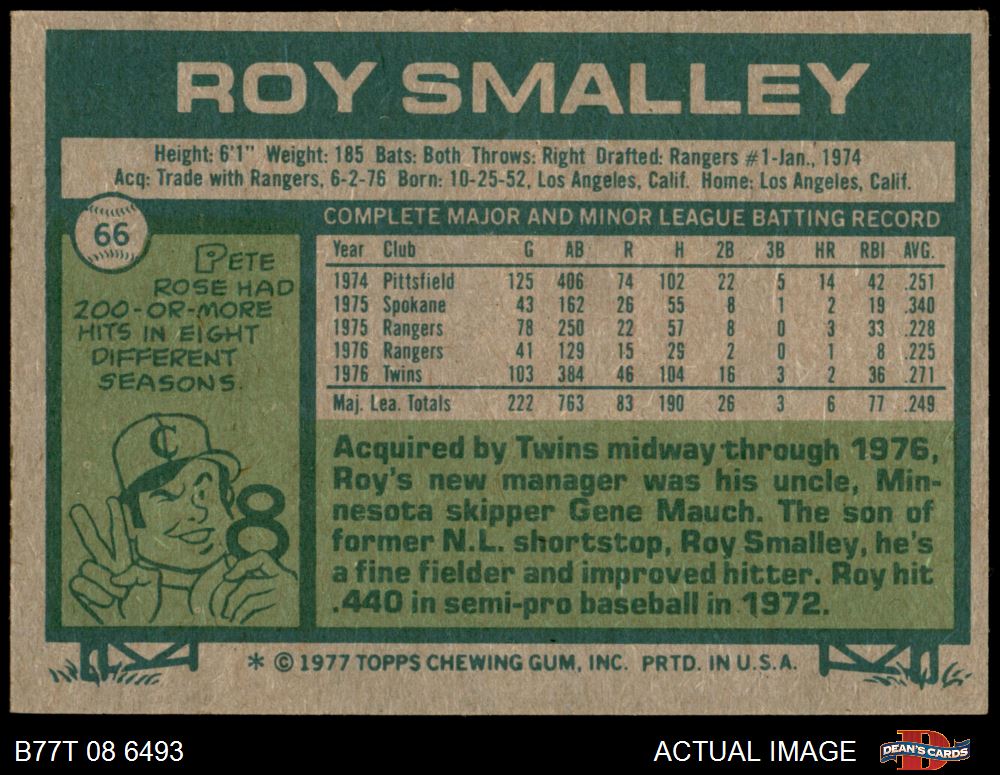 ROY SMALLEY
Height: 6'1" Weight: 185 Bats: Both Throws: Right Drafted: Rangers #1-Jan., 1974
Acq: Trade with Rangers, 6-2-76 Born: 10-25-52, Los Angeles, Calif. Home: Los Angeles, Calif.
66
PETE
ROSE HAD
200-OR-MORE
HITS IN EIGHT
DIFFERENT
SEASONS.
C
8
COMPLETE MAJOR AND MINOR LEAGUE BATTING RECORD
Year Club G AB R H 2B 3B HR RBI AVG.
1974 Pittsfield 125 406 74 102 22 5 14 42 .251
1975 Spokane 43 162 26 55 8 1 2 19 .340
1975 Rangers 78 250 22 57 8 0 3 33 .228
1976 Rangers 41 129 15 29 2 0 1 8 .225
1976 Twins 103 384 46 104 16 3 2 36 .271
Maj. Lea. Totals 222 763 83 190 26 3 6 77 .249
Acquired by Twins midway through 1976,
Roy's new manager was his uncle, Min-
nesota skipper Gene Mauch. The son of
former N.L. shortstop, Roy Smalley, he's
a fine fielder and improved hitter. Roy hit
.440 in semi-pro baseball in 1972.
* © 1977 TOPPS CHEWING GUM, INC. PRTD. IN U.S.A.
B77T 08 6493
ACTUAL IMAGE
D
DEAN'S CARDS